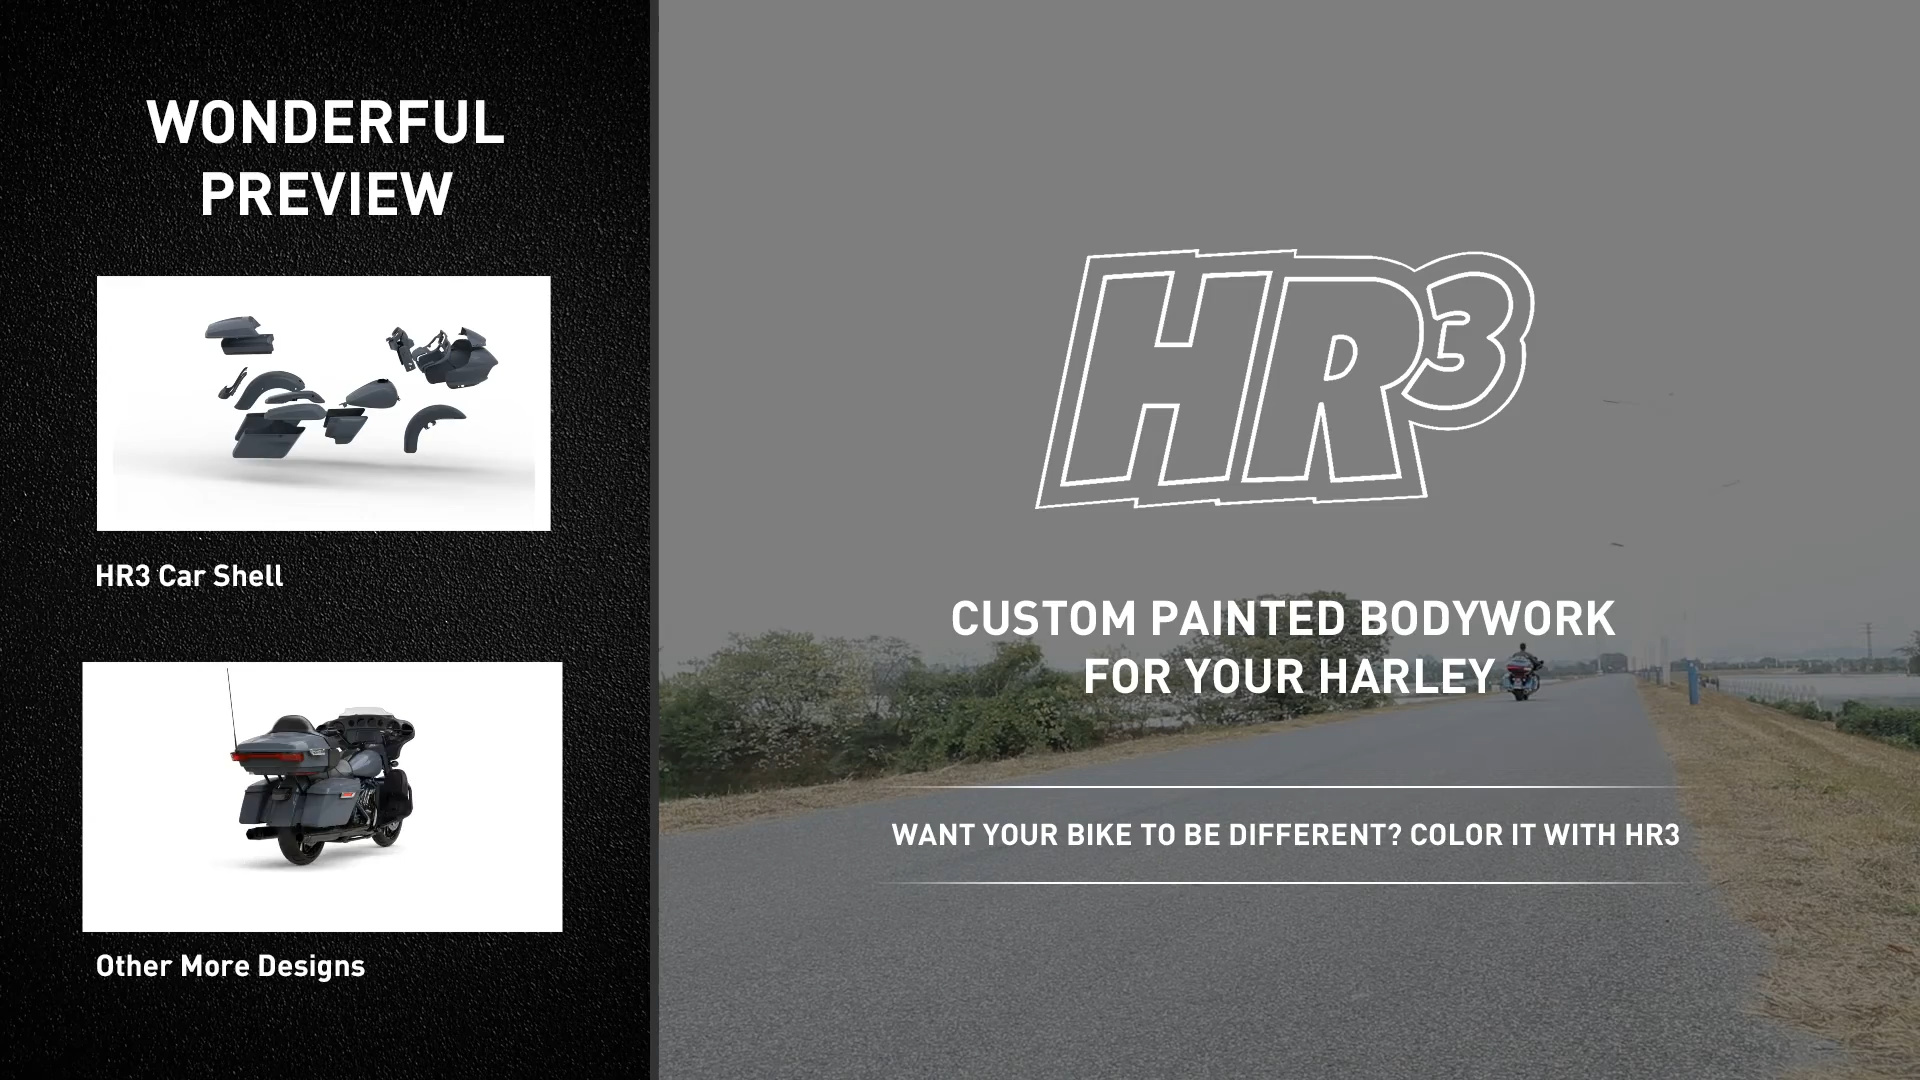 WONDERFUL
PREVIEW
HR3 Car Shell
Other More Designs
HR3
CUSTOM PAINTED BODYWORK
FOR YOUR HARLEY
WANT YOUR BIKE TO BE DIFFERENT? COLOR IT WITH HR3